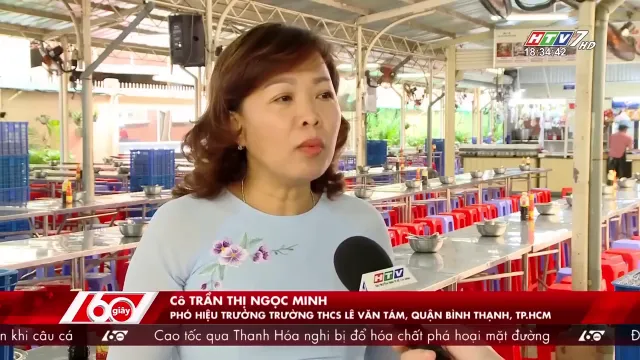 HTV7 HD
18:34:42
HTV
Cô TRẦN THỊ NGỌC MINH
60 giây
PHÓ HIỆU TRƯỞNG TRƯỜNG THCS LÊ VĂN TÁM, QUẬN BÌNH THẠNH, TP.HCM
n khi câu cá
Cao tốc qua Thanh Hóa nghi bị đổ hóa chất phá hoại mặt đường